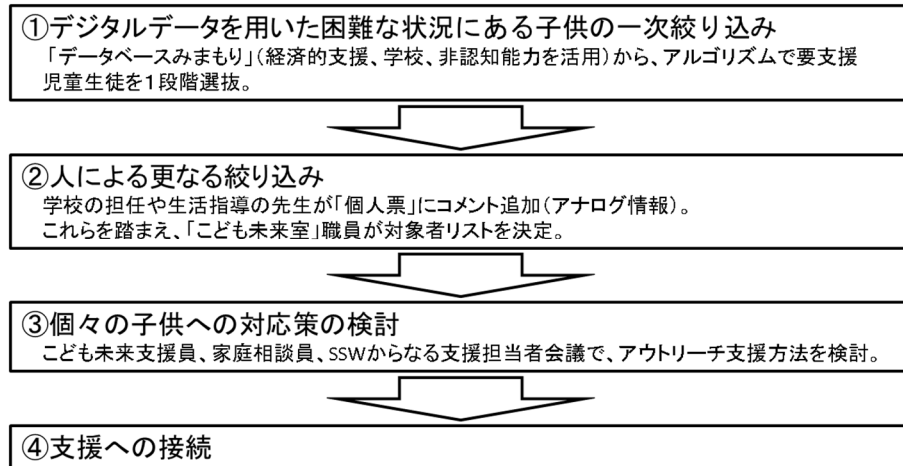 ①デジタルデータを用いた困難な状況にある子供の一次絞り込み
「データベースみまもり」(経済的支援、学校、非認知能力を活用)から、アルゴリズムで要支援
児童生徒を1段階選抜。
②人による更なる絞り込み
学校の担任や生活指導の先生が「個人票」にコメント追加(アナログ情報)。
これらを踏まえ、「こども未来室」職員が対象者リストを決定。
③個々の子供への対応策の検討
こども未来支援員、家庭相談員、SSWからなる支援担当者会議で、アウトリーチ支援方法を検討。
④支援への接続